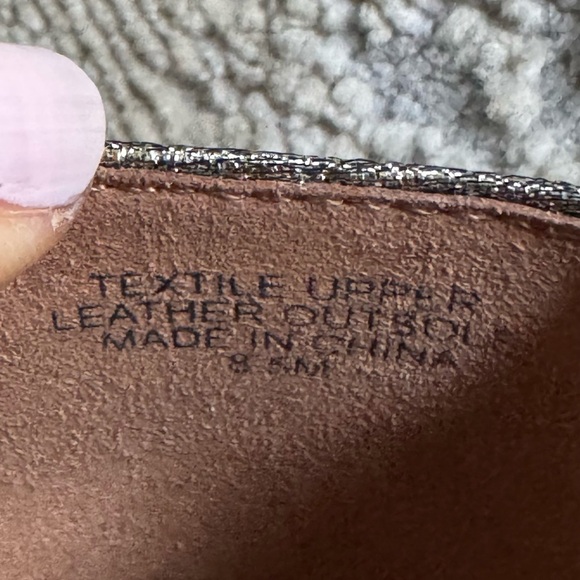 TEXTILE UPPER
LEATHER OUTSOLE
MADE IN CHINA
8.5M